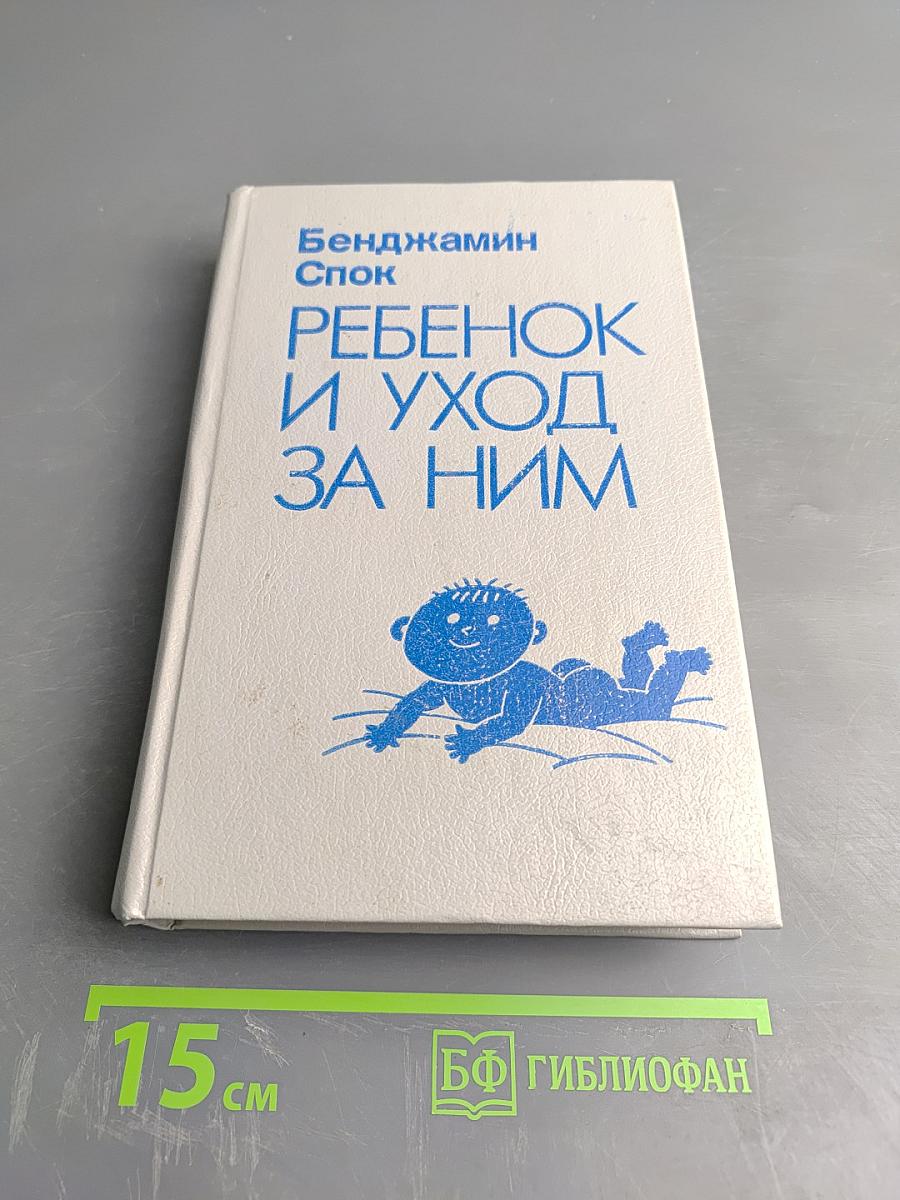 Бенджамин
Спок
РЕБЕНОК
И УХОД
ЗА НИМ
15 см
БФ ГИБЛИОФАН